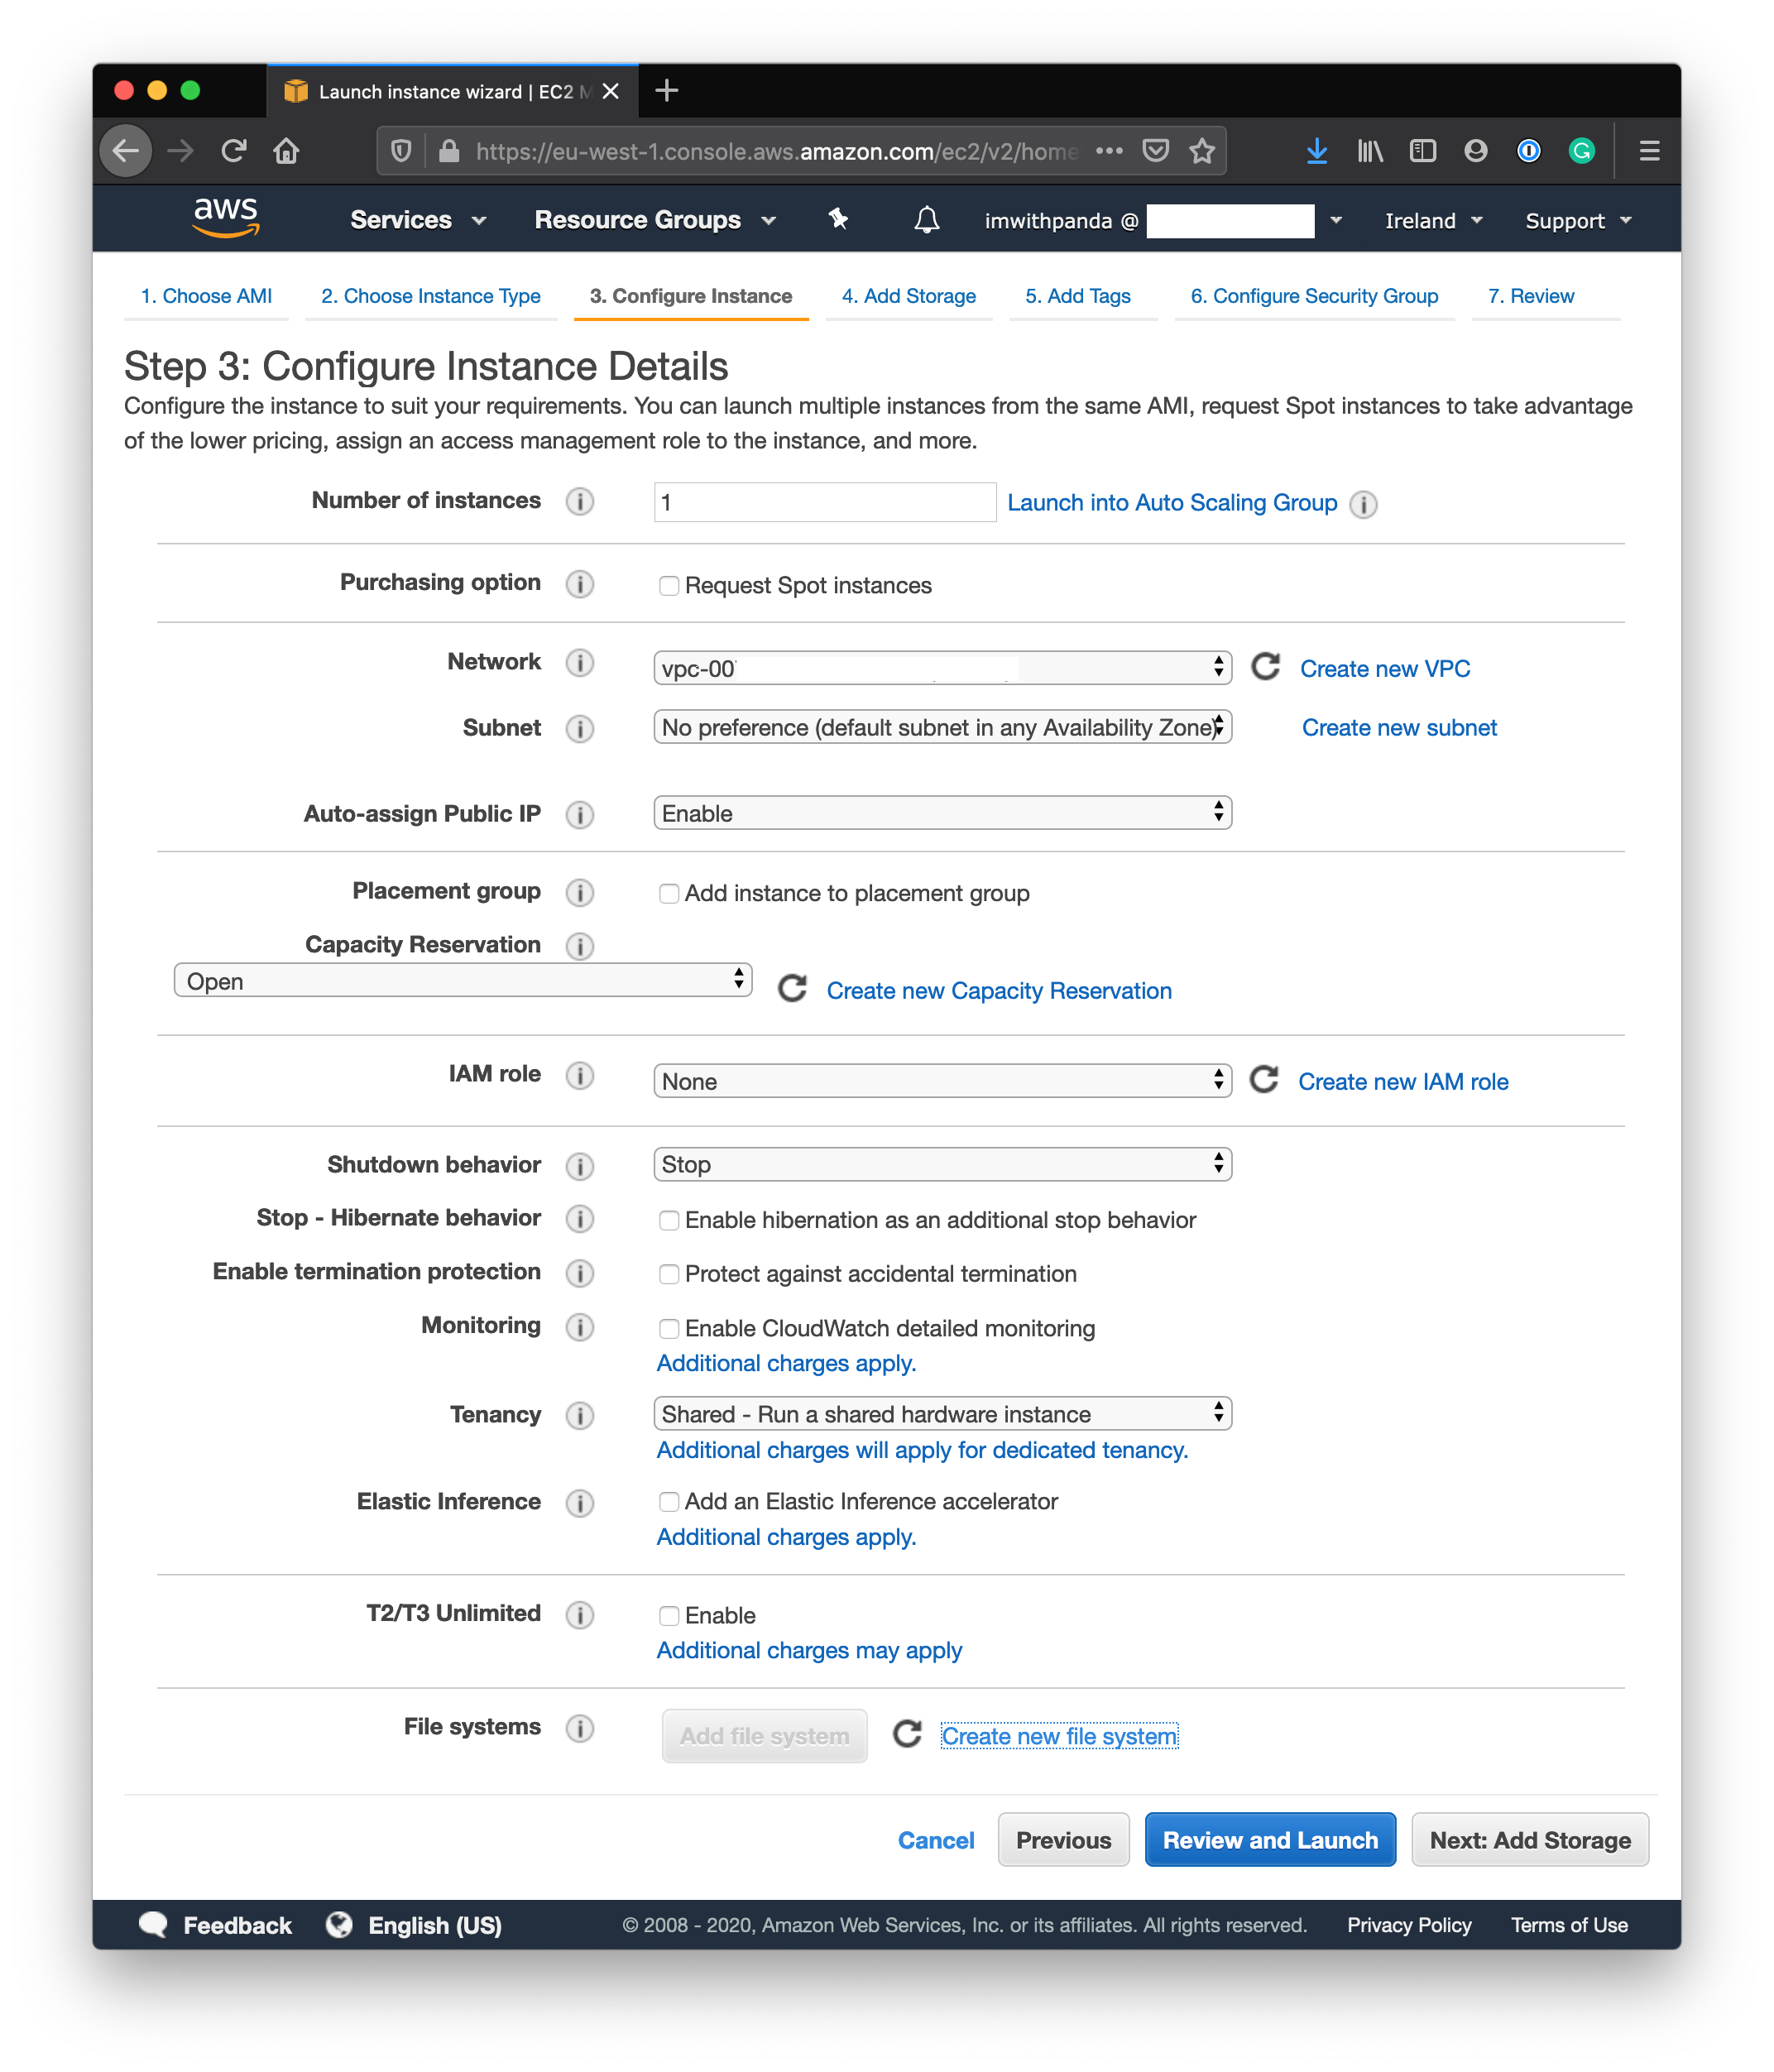 Launch instance wizard | EC2 M
https://eu-west-1.console.aws.amazon.com/ec2/v2/home
aws Services Resource Groups imwithpanda @ Ireland Support
1. Choose AMI 2. Choose Instance Type 3. Configure Instance 4. Add Storage 5. Add Tags 6. Configure Security Group 7. Review
Step 3: Configure Instance Details
Configure the instance to suit your requirements. You can launch multiple instances from the same AMI, request Spot instances to take advantage
of the lower pricing, assign an access management role to the instance, and more.
Number of instances i 1 Launch into Auto Scaling Group i
Purchasing option i Request Spot instances
Network i vpc-00 Create new VPC
Subnet i No preference (default subnet in any Availability Zone) Create new subnet
Auto-assign Public IP i Enable
Placement group i Add instance to placement group
Capacity Reservation i
Open Create new Capacity Reservation
IAM role i None Create new IAM role
Shutdown behavior i Stop
Stop - Hibernate behavior i Enable hibernation as an additional stop behavior
Enable termination protection i Protect against accidental termination
Monitoring i Enable CloudWatch detailed monitoring
Additional charges apply.
Tenancy i Shared - Run a shared hardware instance
Additional charges will apply for dedicated tenancy.
Elastic Inference i Add an Elastic Inference accelerator
Additional charges apply.
T2/T3 Unlimited i Enable
Additional charges may apply
File systems i Add file system Create new file system
Cancel Previous Review and Launch Next: Add Storage
Feedback English (US) © 2008 - 2020, Amazon Web Services, Inc. or its affiliates. All rights reserved. Privacy Policy Terms of Use